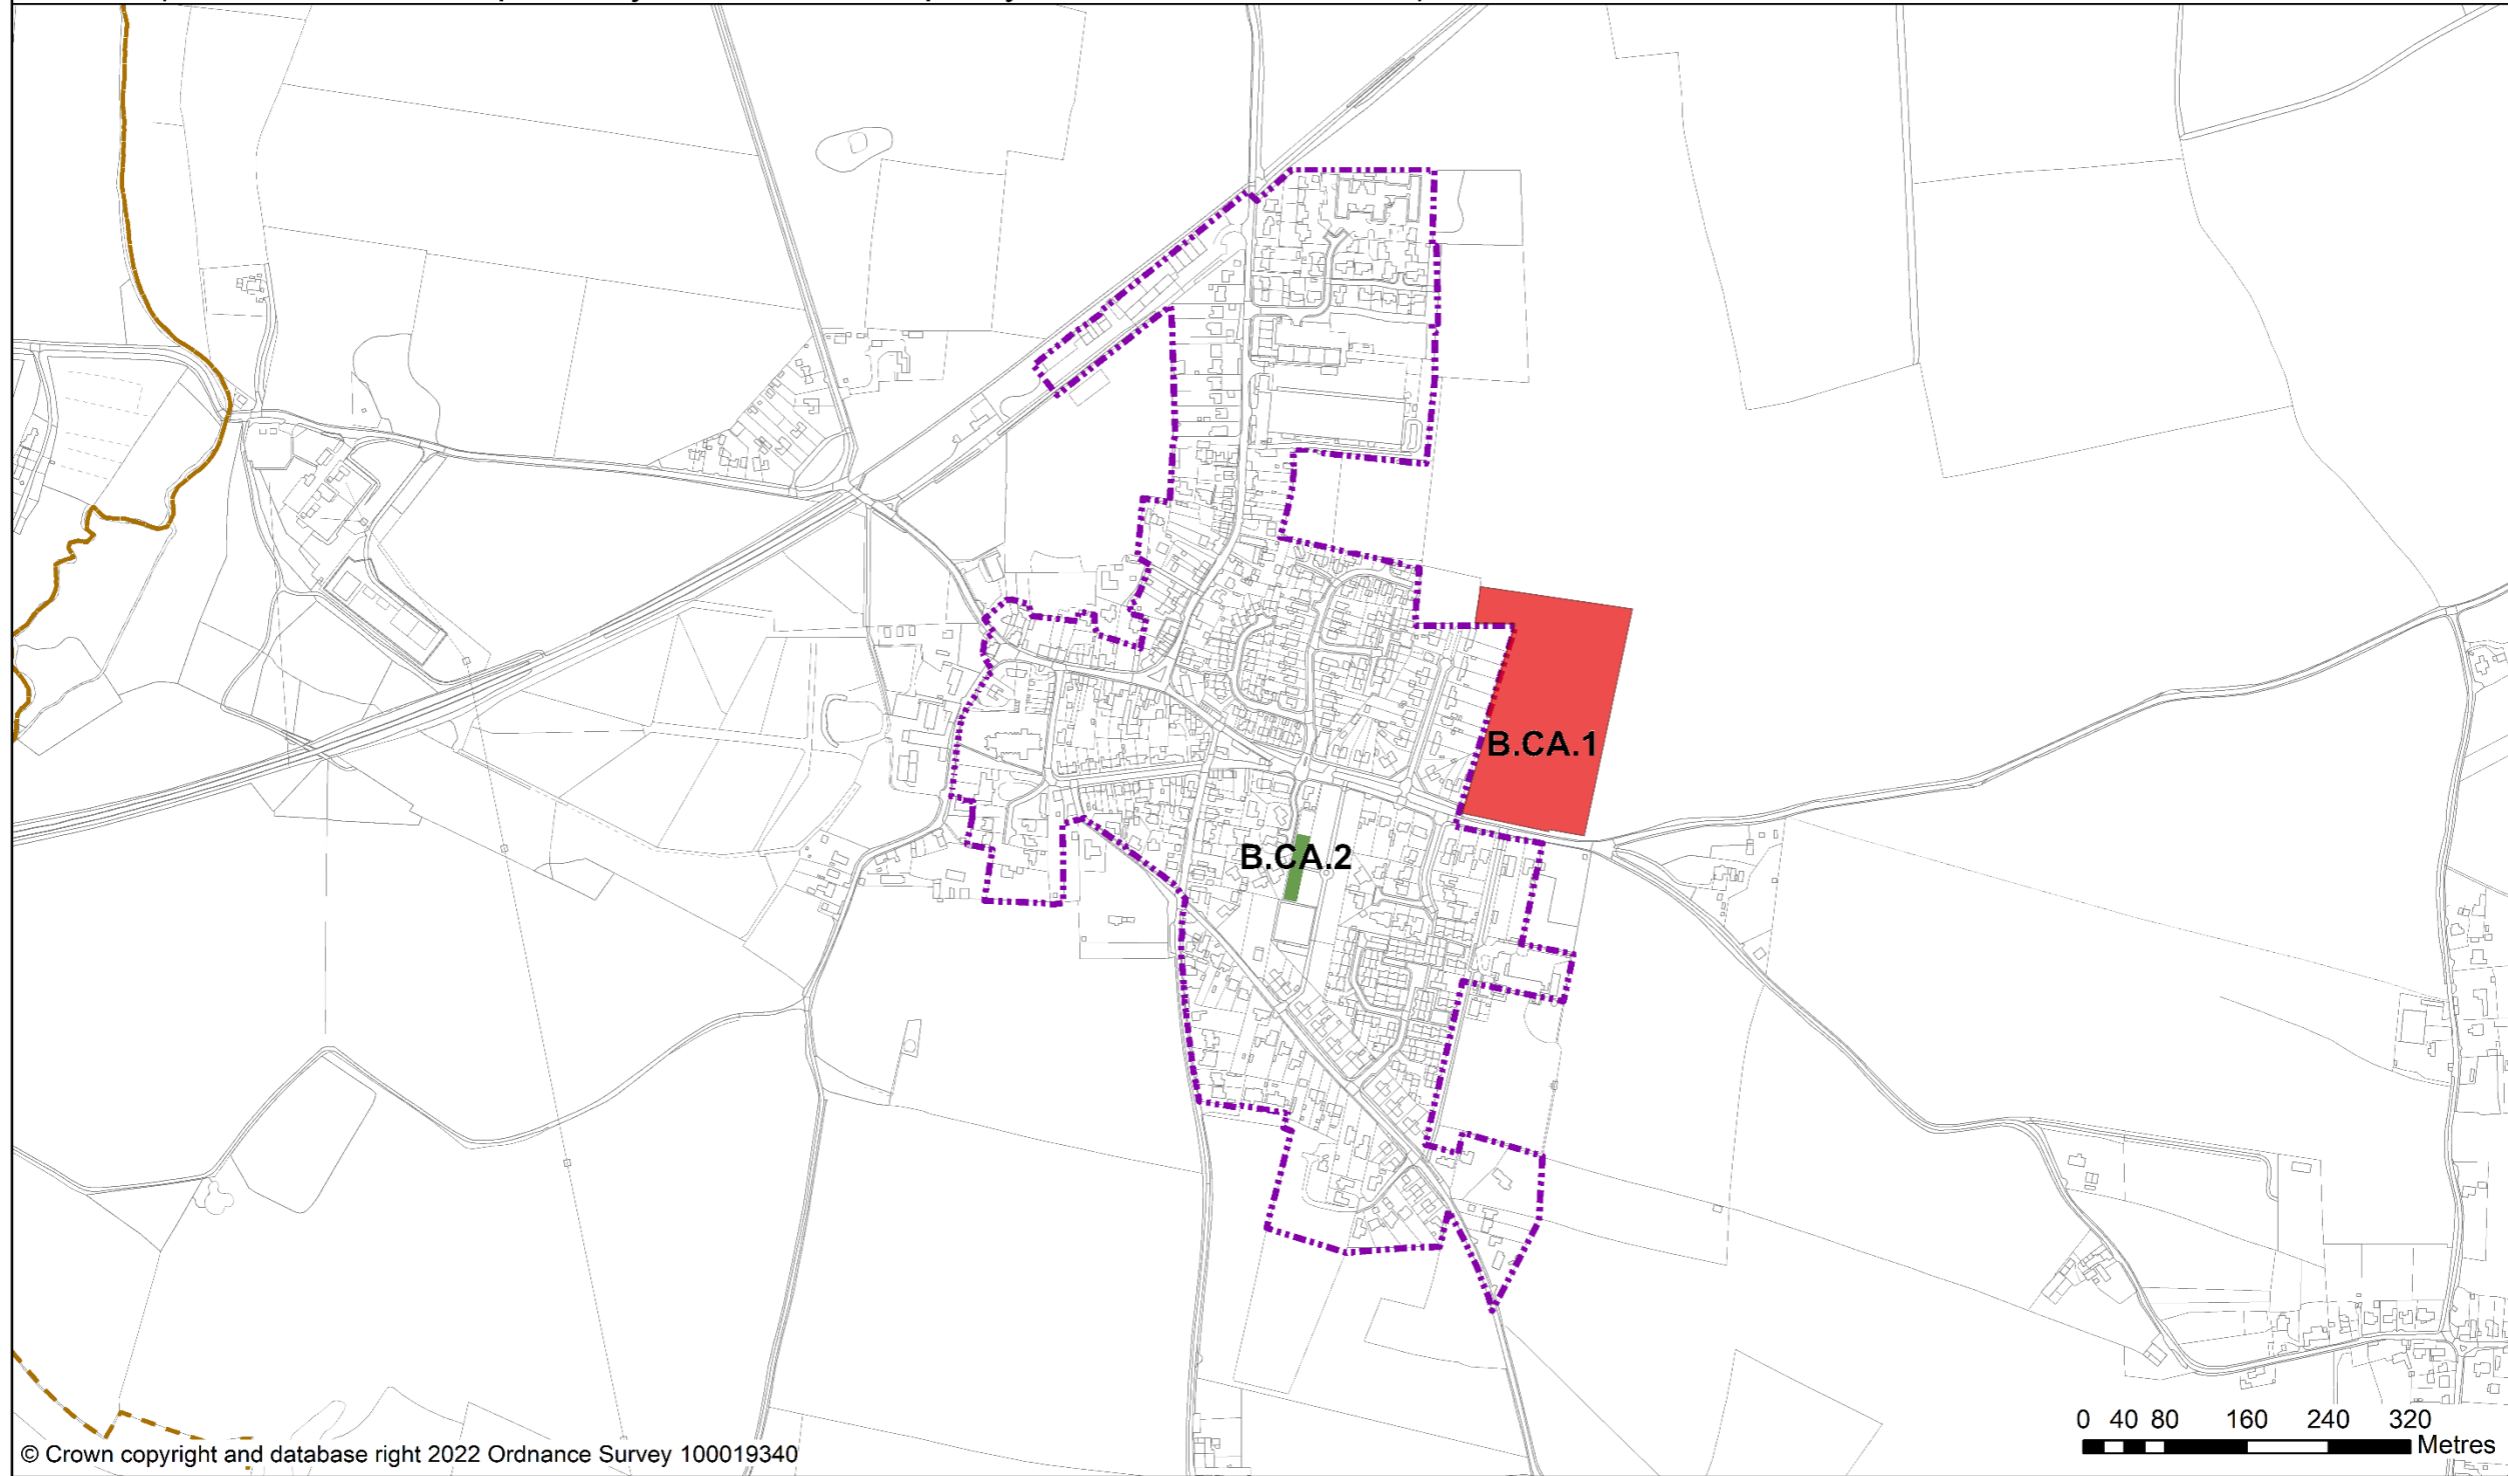 B.CA.1
B.CA.2
0 40 80 160 240 320
Metres
© Crown copyright and database right 2022 Ordnance Survey 100019340